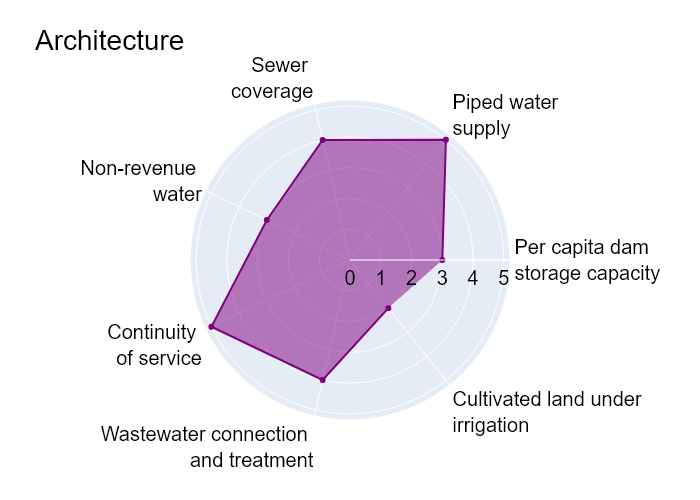 Architecture
Sewer
coverage
Piped water
supply
Non-revenue
water
Per capita dam
storage capacity
0 1 2 3 4 5
Continuity
of service
Cultivated land under
irrigation
Wastewater connection
and treatment